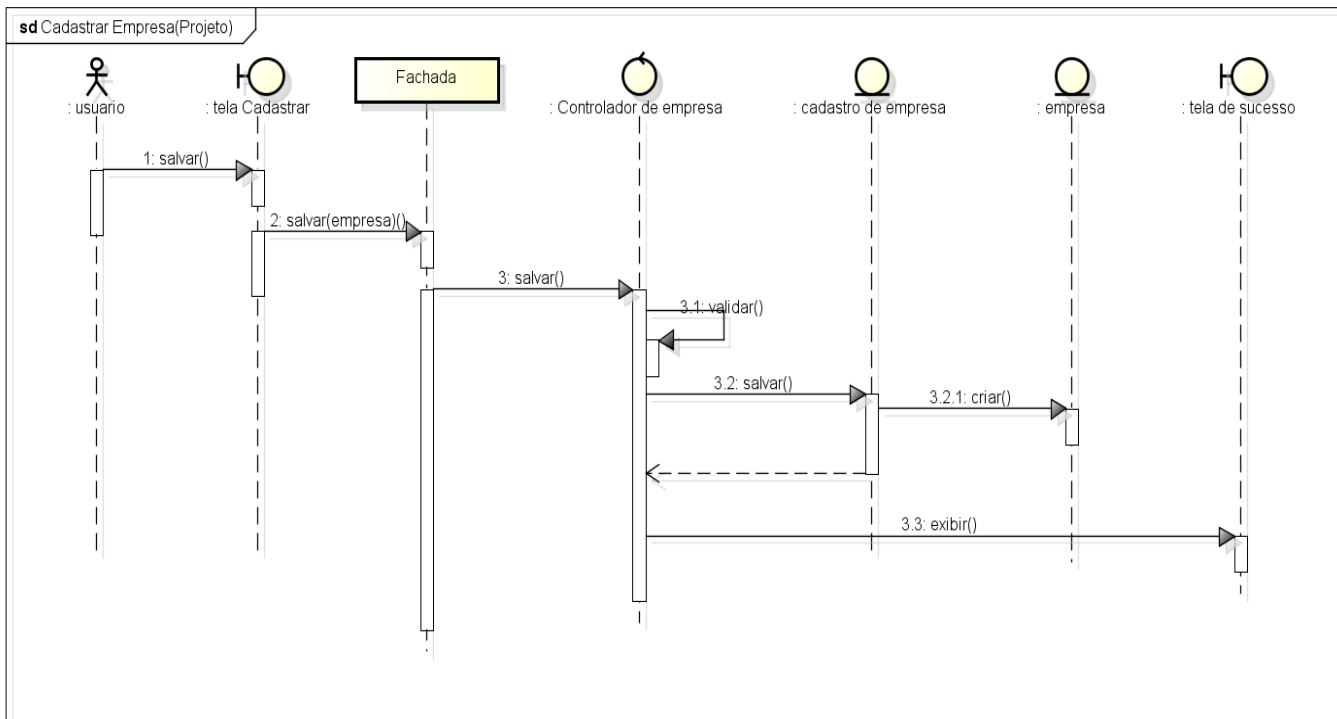 sd Cadastrar Empresa(Projeto)
Fachada
: usuario
: tela Cadastrar
: Controlador de empresa
: cadastro de empresa
: empresa
: tela de sucesso
1: salvar()
2: salvar(empresa)()
3: salvar()
3.1: validar()
3.2: salvar()
3.2.1: criar()
3.3: exibir()